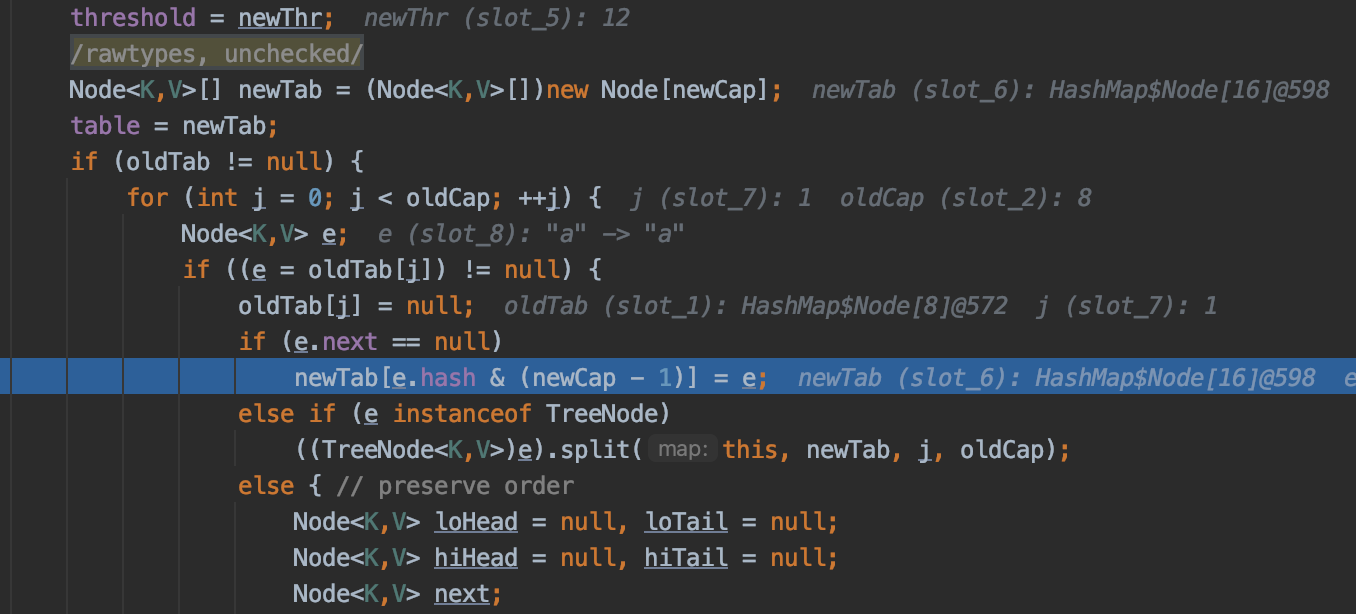 threshold = newThr;  newThr (slot_5): 12
/rawtypes, unchecked/
Node<K,V>[] newTab = (Node<K,V>[])new Node[newCap];  newTab (slot_6): HashMap$Node[16]@598
table = newTab;
if (oldTab != null) {
for (int j = 0; j < oldCap; ++j) {  j (slot_7): 1  oldCap (slot_2): 8
Node<K,V> e;  e (slot_8): "a" –> "a"
if ((e = oldTab[j]) != null) {
oldTab[j] = null;  oldTab (slot_1): HashMap$Node[8]@572  j (slot_7): 1
if (e.next == null)
newTab[e.hash & (newCap - 1)] = e;  newTab (slot_6): HashMap$Node[16]@598  e
else if (e instanceof TreeNode)
((TreeNode<K,V>)e).split( map: this, newTab, j, oldCap);
else { // preserve order
Node<K,V> loHead = null, loTail = null;
Node<K,V> hiHead = null, hiTail = null;
Node<K,V> next;